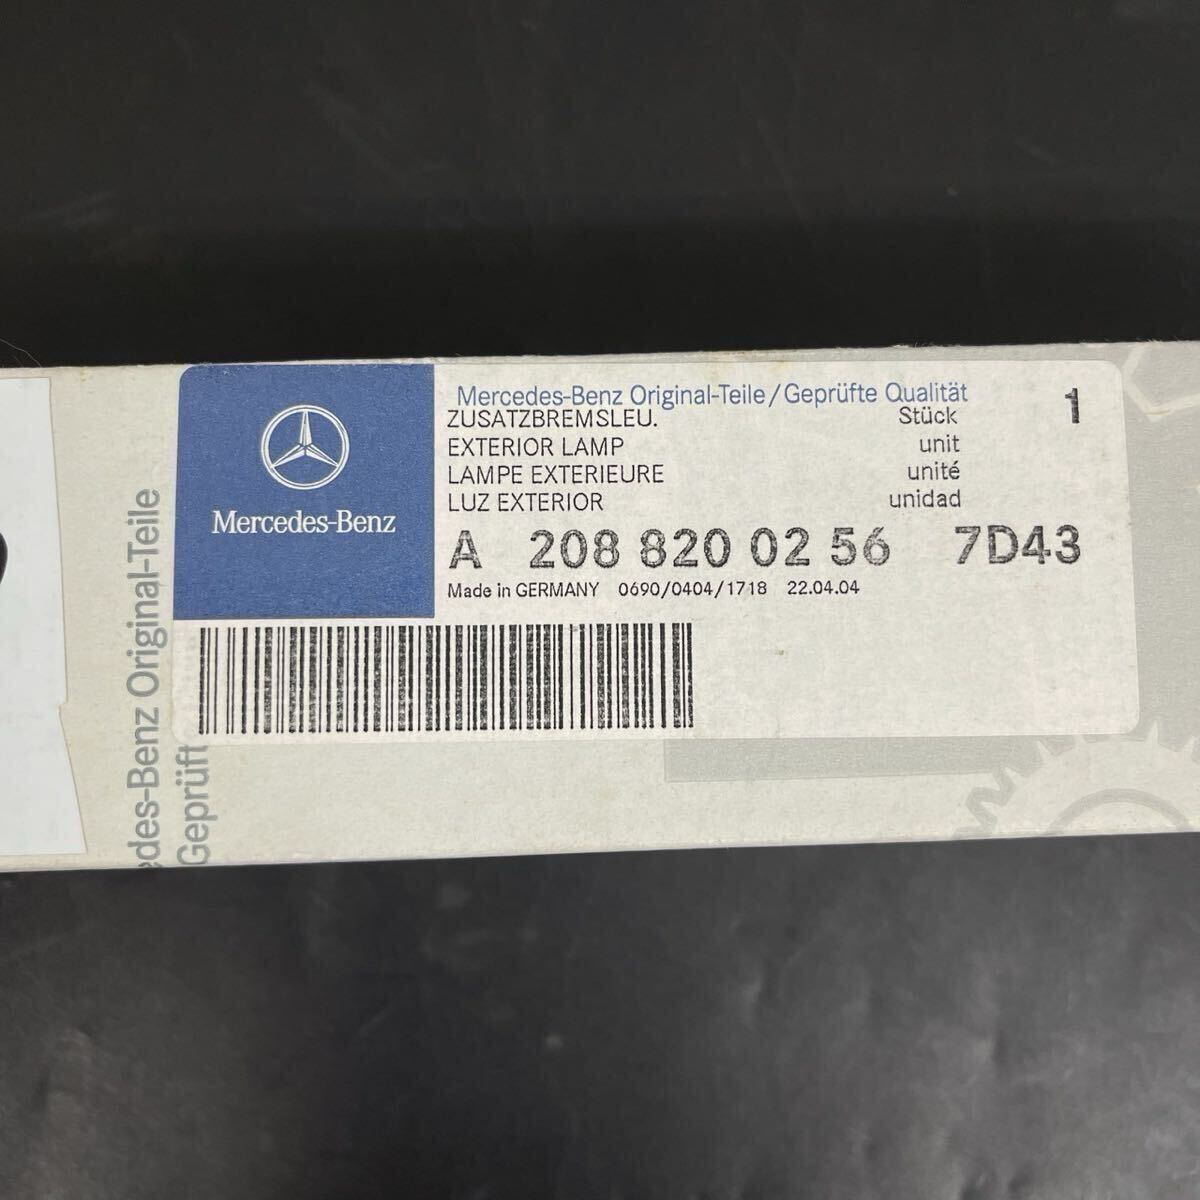 Mercedes-Benz
Mercedes-Benz Original-Teile/Geprüfte Qualität
ZUSATZBREMSLEU. Stück 1
EXTERIOR LAMP unit
LAMPE EXTERIEURE unité
LUZ EXTERIOR unidad
A 208 820 02 56 7D43
Made in GERMANY 0690/0404/1718 22.04.04
des-Benz Original-Teile
Geprüft